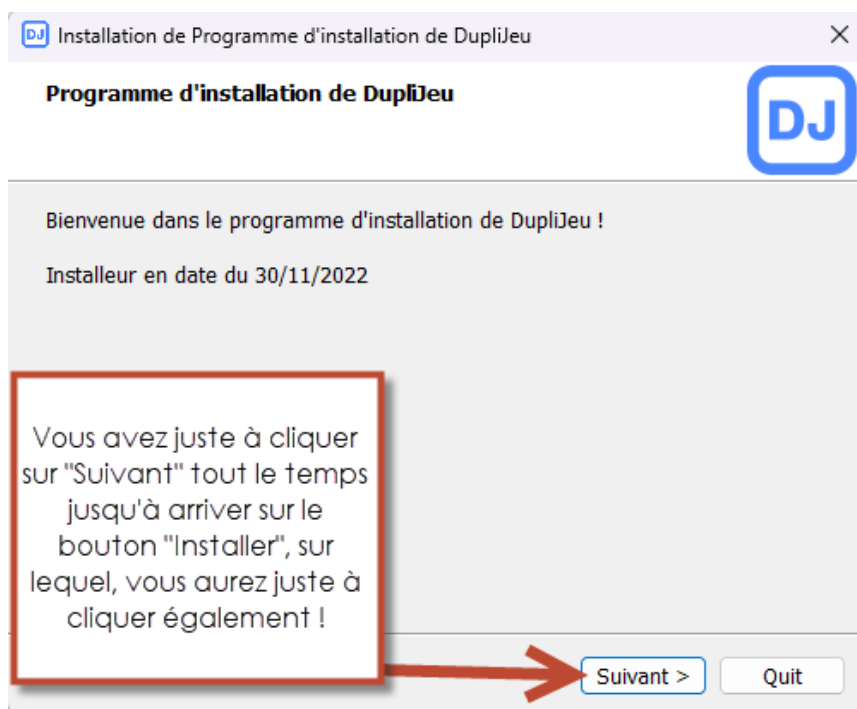 DJ Installation de Programme d'installation de DupliJeu
Programme d'installation de DupliJeu
DJ
Bienvenue dans le programme d'installation de DupliJeu !
Installeur en date du 30/11/2022
Vous avez juste à cliquer
sur "Suivant" tout le temps
jusqu'à arriver sur le
bouton "Installer", sur
lequel, vous aurez juste à
cliquer également !
Suivant > Quit